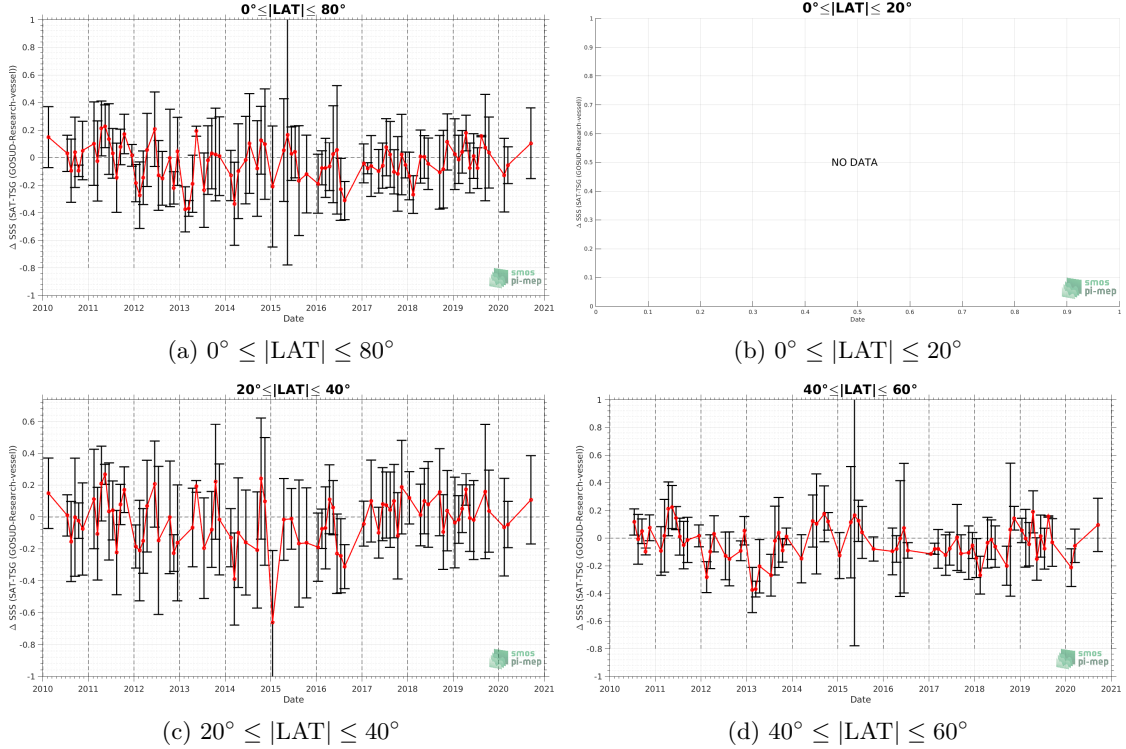 0°≤|LAT|≤ 80°
Δ SSS (SAT-TSG (GOSUD-Research-vessel))
1
0.8
0.6
0.4
0.2
0
-0.2
-0.4
-0.6
-0.8
-1
2010 2011 2012 2013 2014 2015 2016 2017 2018 2019 2020 2021
Date
smos
pi-mep
(a) 0° ≤ |LAT| ≤ 80°
0°≤|LAT|≤ 20°
Δ SSS (SAT-TSG (GOSUD-Research-vessel))
1
0.9
0.8
0.7
0.6
0.5
0.4
0.3
0.2
0.1
0
NO DATA
0 0.1 0.2 0.3 0.4 0.5 0.6 0.7 0.8 0.9 1
Date
smos
pi-mep
(b) 0° ≤ |LAT| ≤ 20°
20°≤|LAT|≤ 40°
Δ SSS (SAT-TSG (GOSUD-Research-vessel))
0.6
0.4
0.2
0
-0.2
-0.4
-0.6
-0.8
-1
2010 2011 2012 2013 2014 2015 2016 2017 2018 2019 2020 2021
Date
smos
pi-mep
(c) 20° ≤ |LAT| ≤ 40°
40°≤|LAT|≤ 60°
Δ SSS (SAT-TSG (GOSUD-Research-vessel))
1
0.8
0.6
0.4
0.2
0
-0.2
-0.4
-0.6
-0.8
-1
2010 2011 2012 2013 2014 2015 2016 2017 2018 2019 2020 2021
Date
smos
pi-mep
(d) 40° ≤ |LAT| ≤ 60°